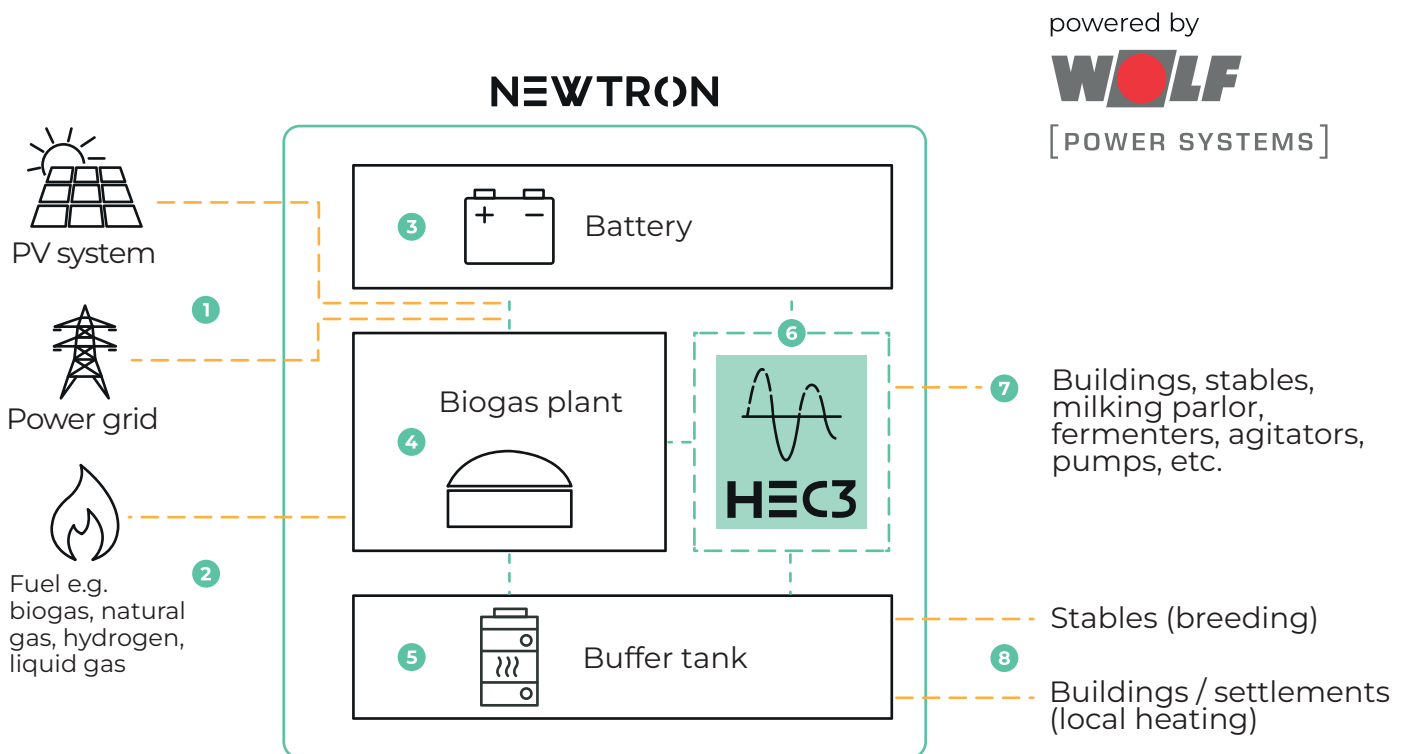 powered by
WOLF
[POWER SYSTEMS]
NEWTRON
PV system
1
Power grid
Fuel e.g.
biogas, natural
gas, hydrogen,
liquid gas
2
3
+ −
Battery
Biogas plant
4
6
HEC3
5
Buffer tank
7
Buildings, stables,
milking parlor,
fermenters, agitators,
pumps, etc.
Stables (breeding)
8
Buildings / settlements
(local heating)